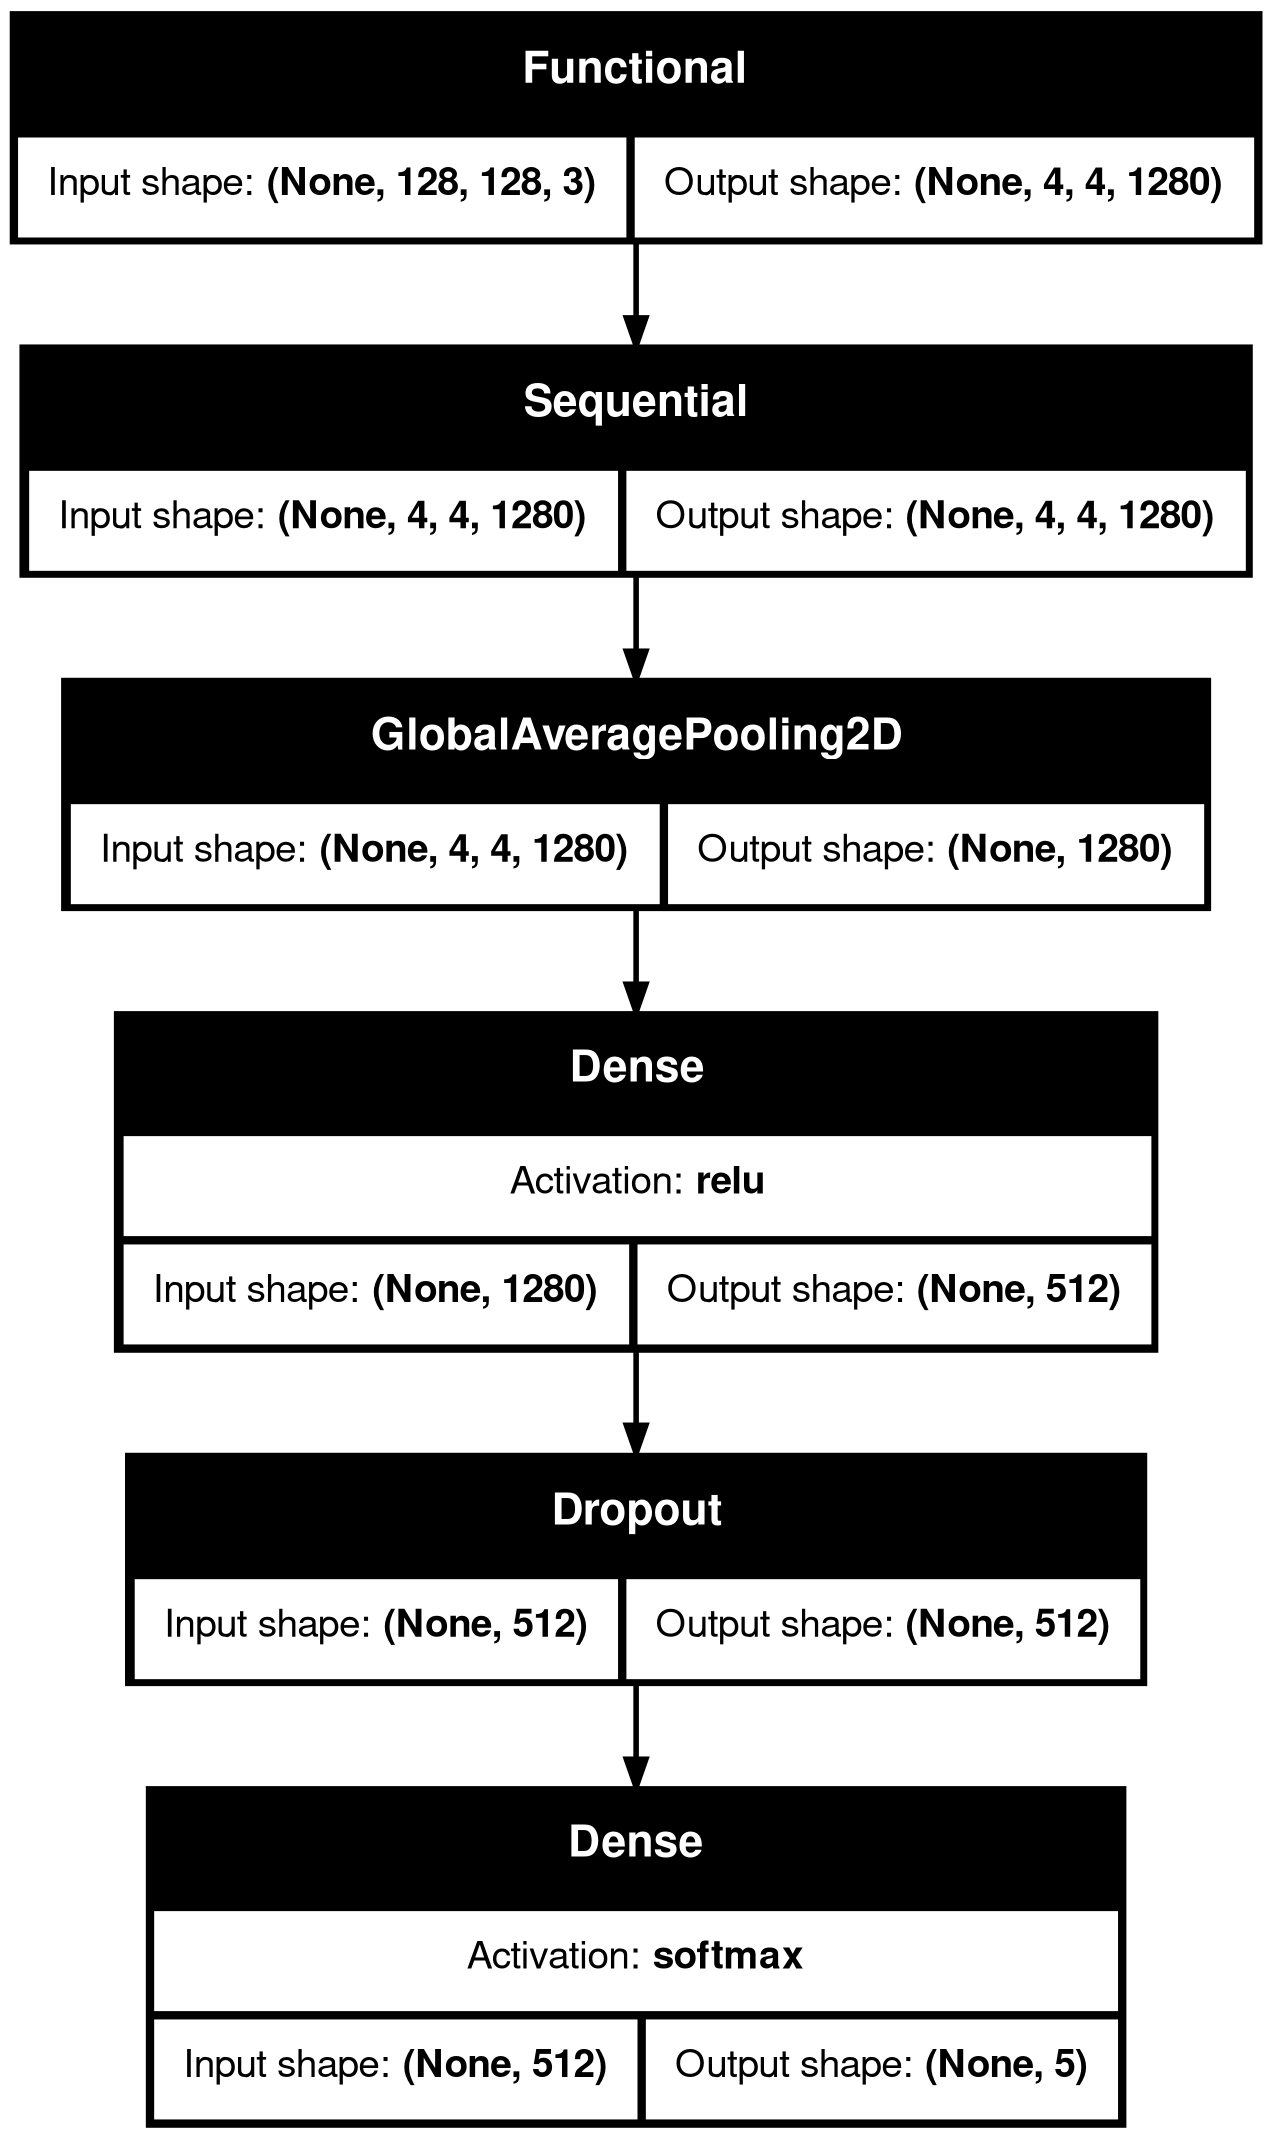 Functional
Input shape: (None, 128, 128, 3) Output shape: (None, 4, 4, 1280)
Sequential
Input shape: (None, 4, 4, 1280) Output shape: (None, 4, 4, 1280)
GlobalAveragePooling2D
Input shape: (None, 4, 4, 1280) Output shape: (None, 1280)
Dense
Activation: relu
Input shape: (None, 1280) Output shape: (None, 512)
Dropout
Input shape: (None, 512) Output shape: (None, 512)
Dense
Activation: softmax
Input shape: (None, 512) Output shape: (None, 5)